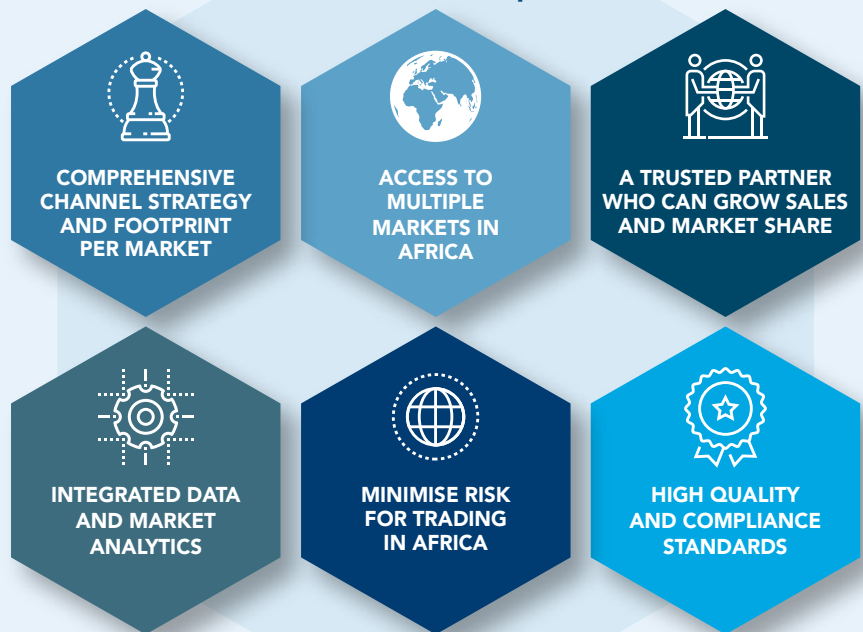 COMPREHENSIVE
CHANNEL STRATEGY
AND FOOTPRINT
PER MARKET
ACCESS TO
MULTIPLE
MARKETS IN
AFRICA
A TRUSTED PARTNER
WHO CAN GROW SALES
AND MARKET SHARE
INTEGRATED DATA
AND MARKET
ANALYTICS
MINIMISE RISK
FOR TRADING
IN AFRICA
HIGH QUALITY
AND COMPLIANCE
STANDARDS